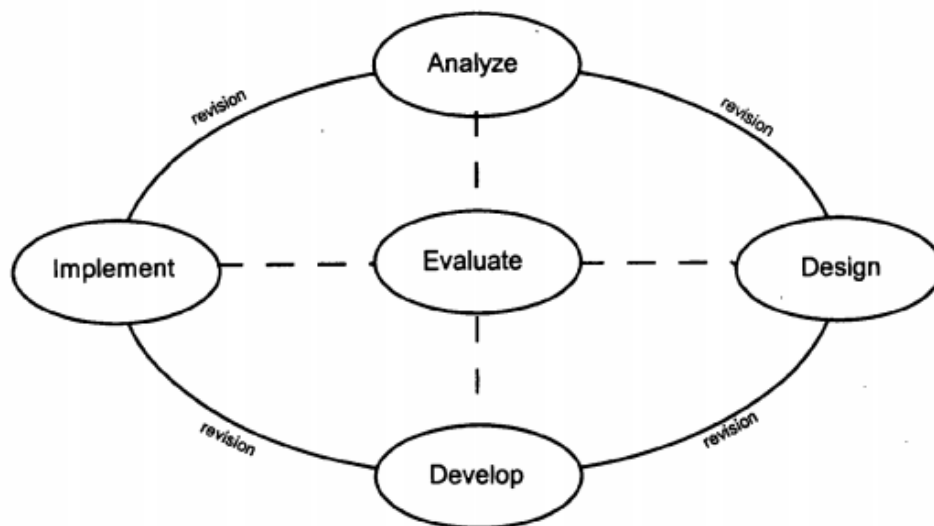 Analyze
revision
revision
Implement
Evaluate
Design
revision
revision
Develop